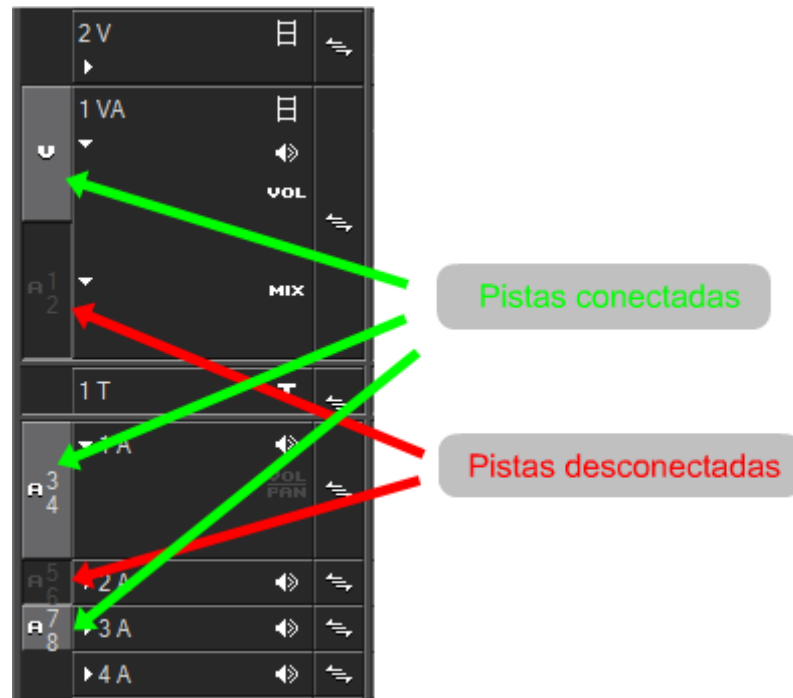 2 V
1 VA
V
VOL
A 1 2
MIX
Pistas conectadas
1 T
T
Pistas desconectadas
1 A
VOL
PAN
A 3 4
A 5 6
2 A
A 7 8
3 A
4 A